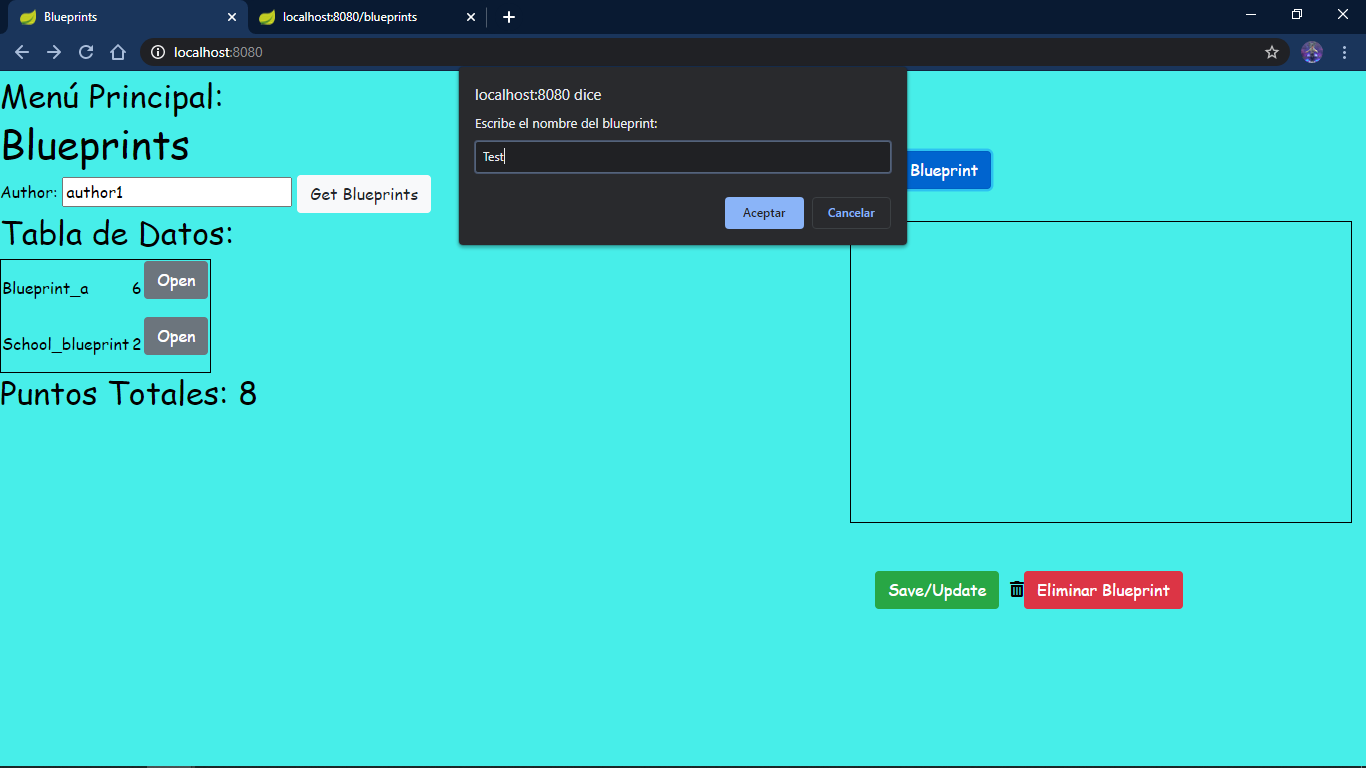 Blueprints
localhost:8080/blueprints
localhost:8080
localhost:8080 dice
Escribe el nombre del blueprint:
Test
Aceptar Cancelar
Menú Principal:
Blueprints
Author: author1 Get Blueprints
Blueprint
Tabla de Datos:
Blueprint_a 6 Open
School_blueprint 2 Open
Puntos Totales: 8
Save/Update Eliminar Blueprint